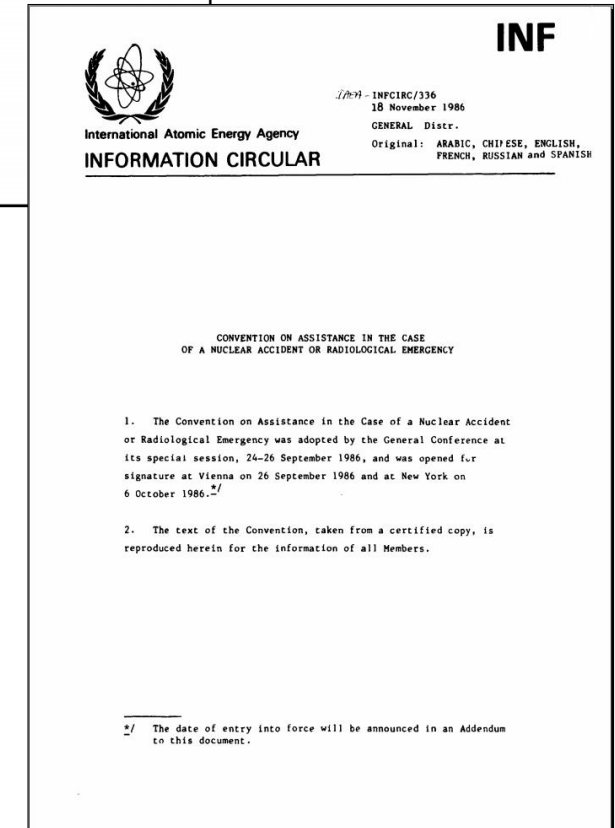 INF
IAEA - INFCIRC/336
18 November 1986
GENERAL Distr.
Original: ARABIC, CHINESE, ENGLISH,
FRENCH, RUSSIAN and SPANISH
International Atomic Energy Agency
INFORMATION CIRCULAR
CONVENTION ON ASSISTANCE IN THE CASE
OF A NUCLEAR ACCIDENT OR RADIOLOGICAL EMERGENCY
1. The Convention on Assistance in the Case of a Nuclear Accident
or Radiological Emergency was adopted by the General Conference at
its special session, 24-26 September 1986, and was opened for
signature at Vienna on 26 September 1986 and at New York on
6 October 1986.*/
2. The text of the Convention, taken from a certified copy, is
reproduced herein for the information of all Members.
*/ The date of entry into force will be announced in an Addendum
to this document.